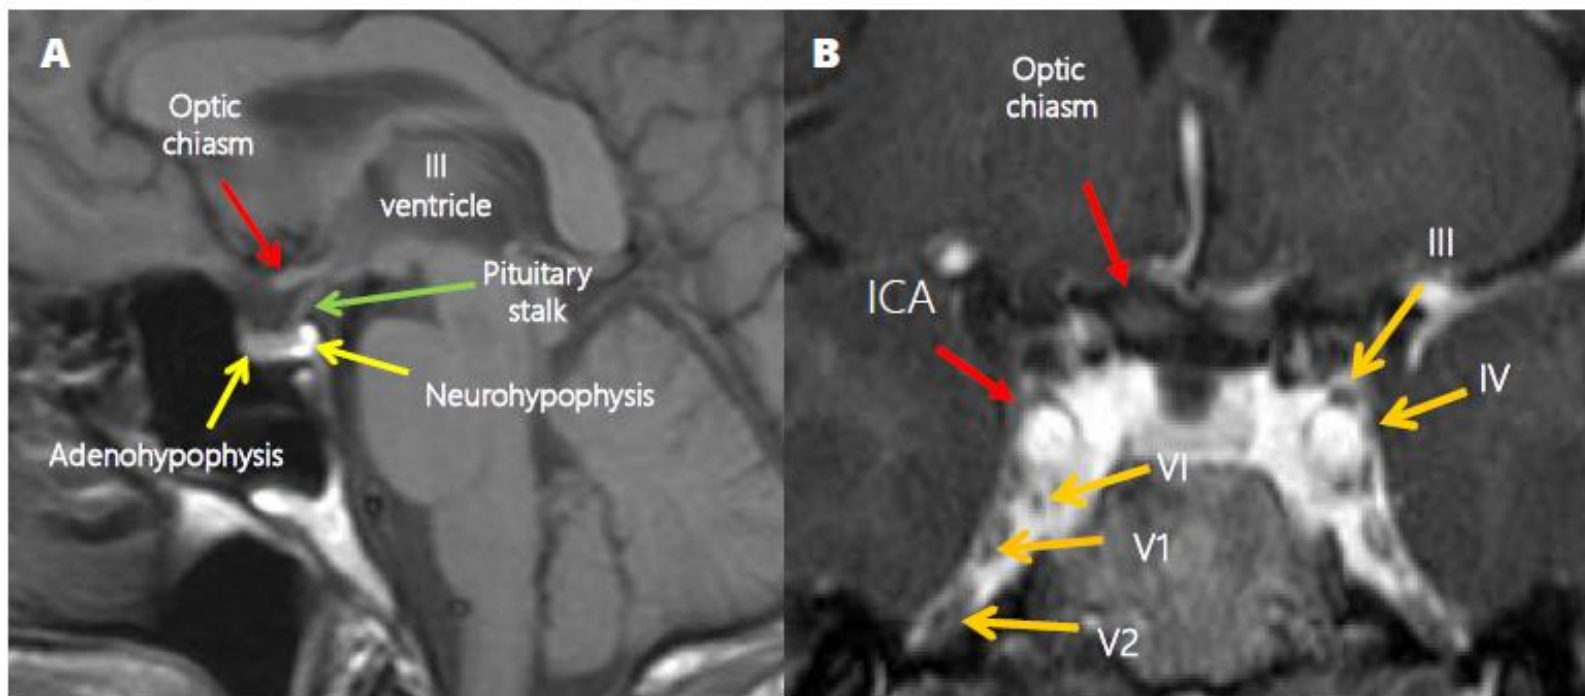 A
Optic
chiasm
III
ventricle
Pituitary
stalk
Neurohypophysis
Adenohypophysis
B
Optic
chiasm
ICA
III
IV
VI
V1
V2